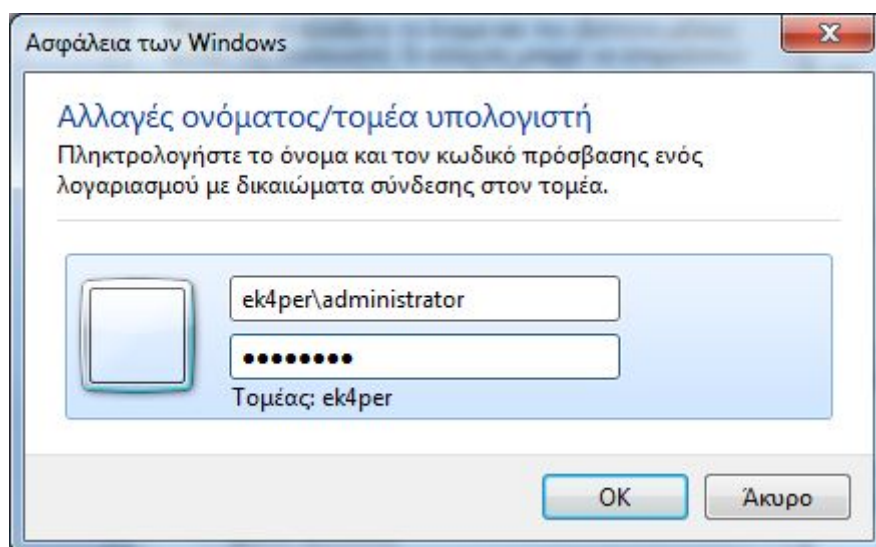 Ασφάλεια των Windows
Αλλαγές ονόματος/τομέα υπολογιστή
Πληκτρολογήστε το όνομα και τον κωδικό πρόσβασης ενός
λογαριασμού με δικαιώματα σύνδεσης στον τομέα.
ek4per\administrator
●●●●●●●●
Τομέας: ek4per
OK Άκυρο